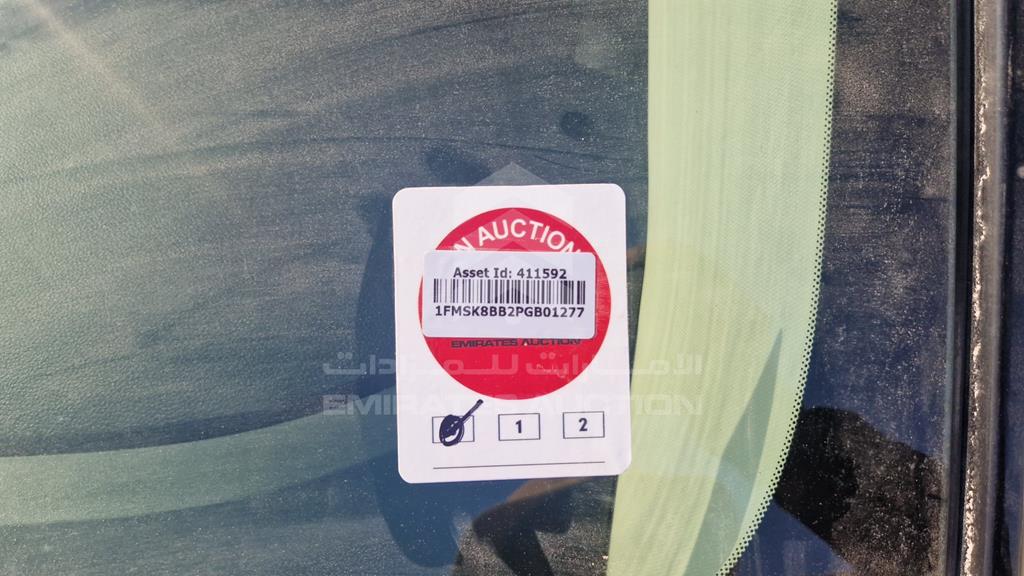 AUCTION
Asset Id: 411592
1FMSK8BB2PGB01277
EMIRATES AUCTION
الامارات للمزادات
EMIRATES AUCTION
1 2